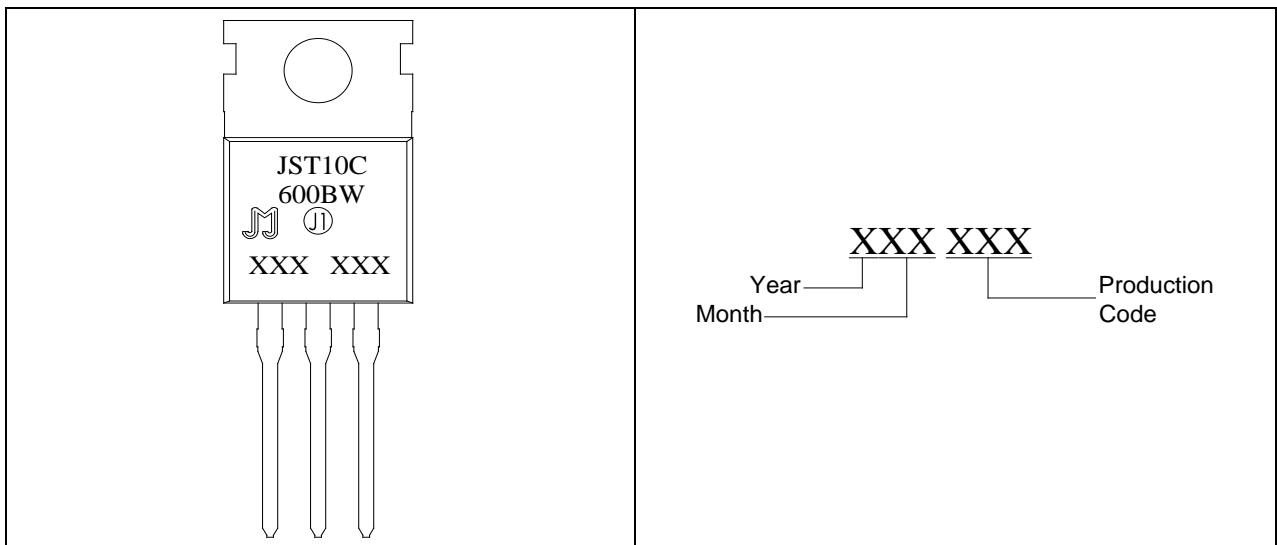 JST10C
600BW
J1
XXX XXX
XXX XXX
Year
Month
Production
Code